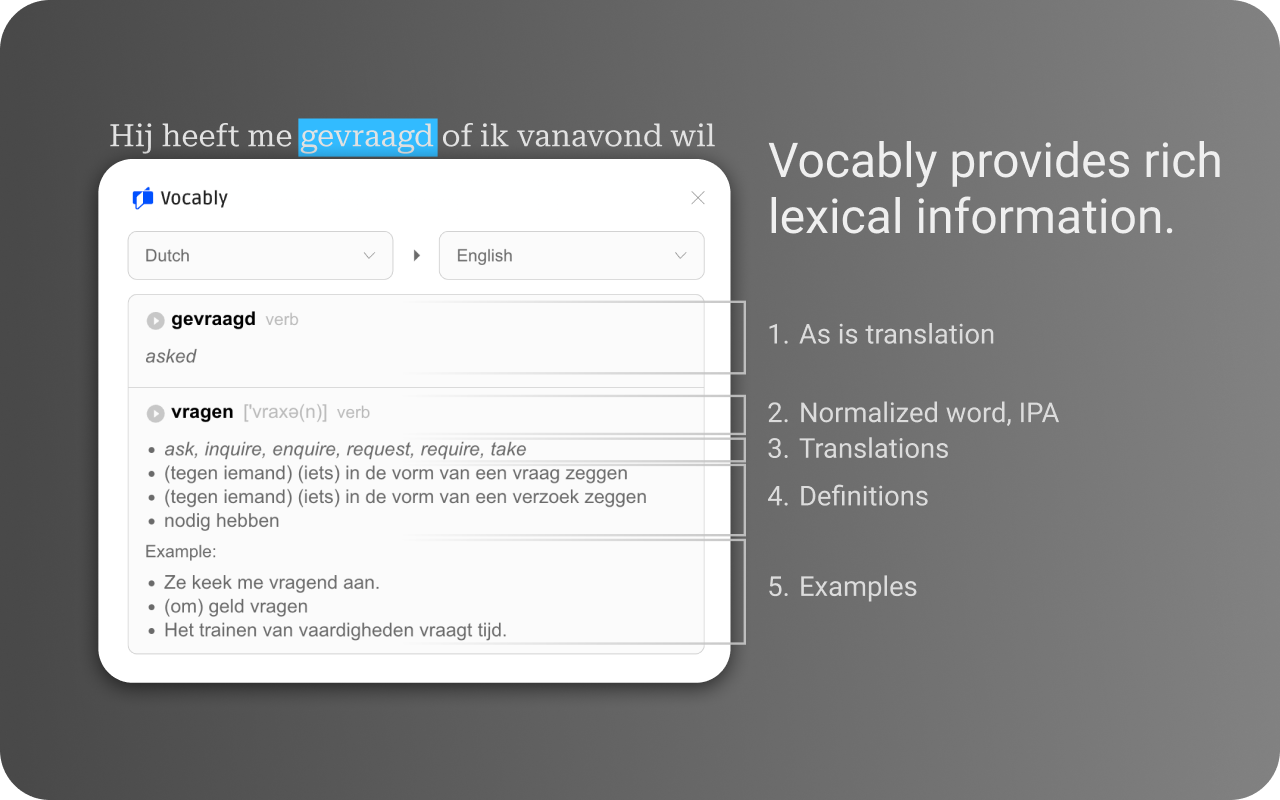 Hij heeft me gevraagd of ik vanavond wil
Vocably
Dutch
English
gevraagd verb
asked
vragen ['vraxə(n)] verb
ask, inquire, enquire, request, require, take
(tegen iemand) (iets) in de vorm van een vraag zeggen
(tegen iemand) (iets) in de vorm van een verzoek zeggen
nodig hebben
Example:
Ze keek me vragend aan.
(om) geld vragen
Het trainen van vaardigheden vraagt tijd.
Vocably provides rich
lexical information.
1. As is translation
2. Normalized word, IPA
3. Translations
4. Definitions
5. Examples